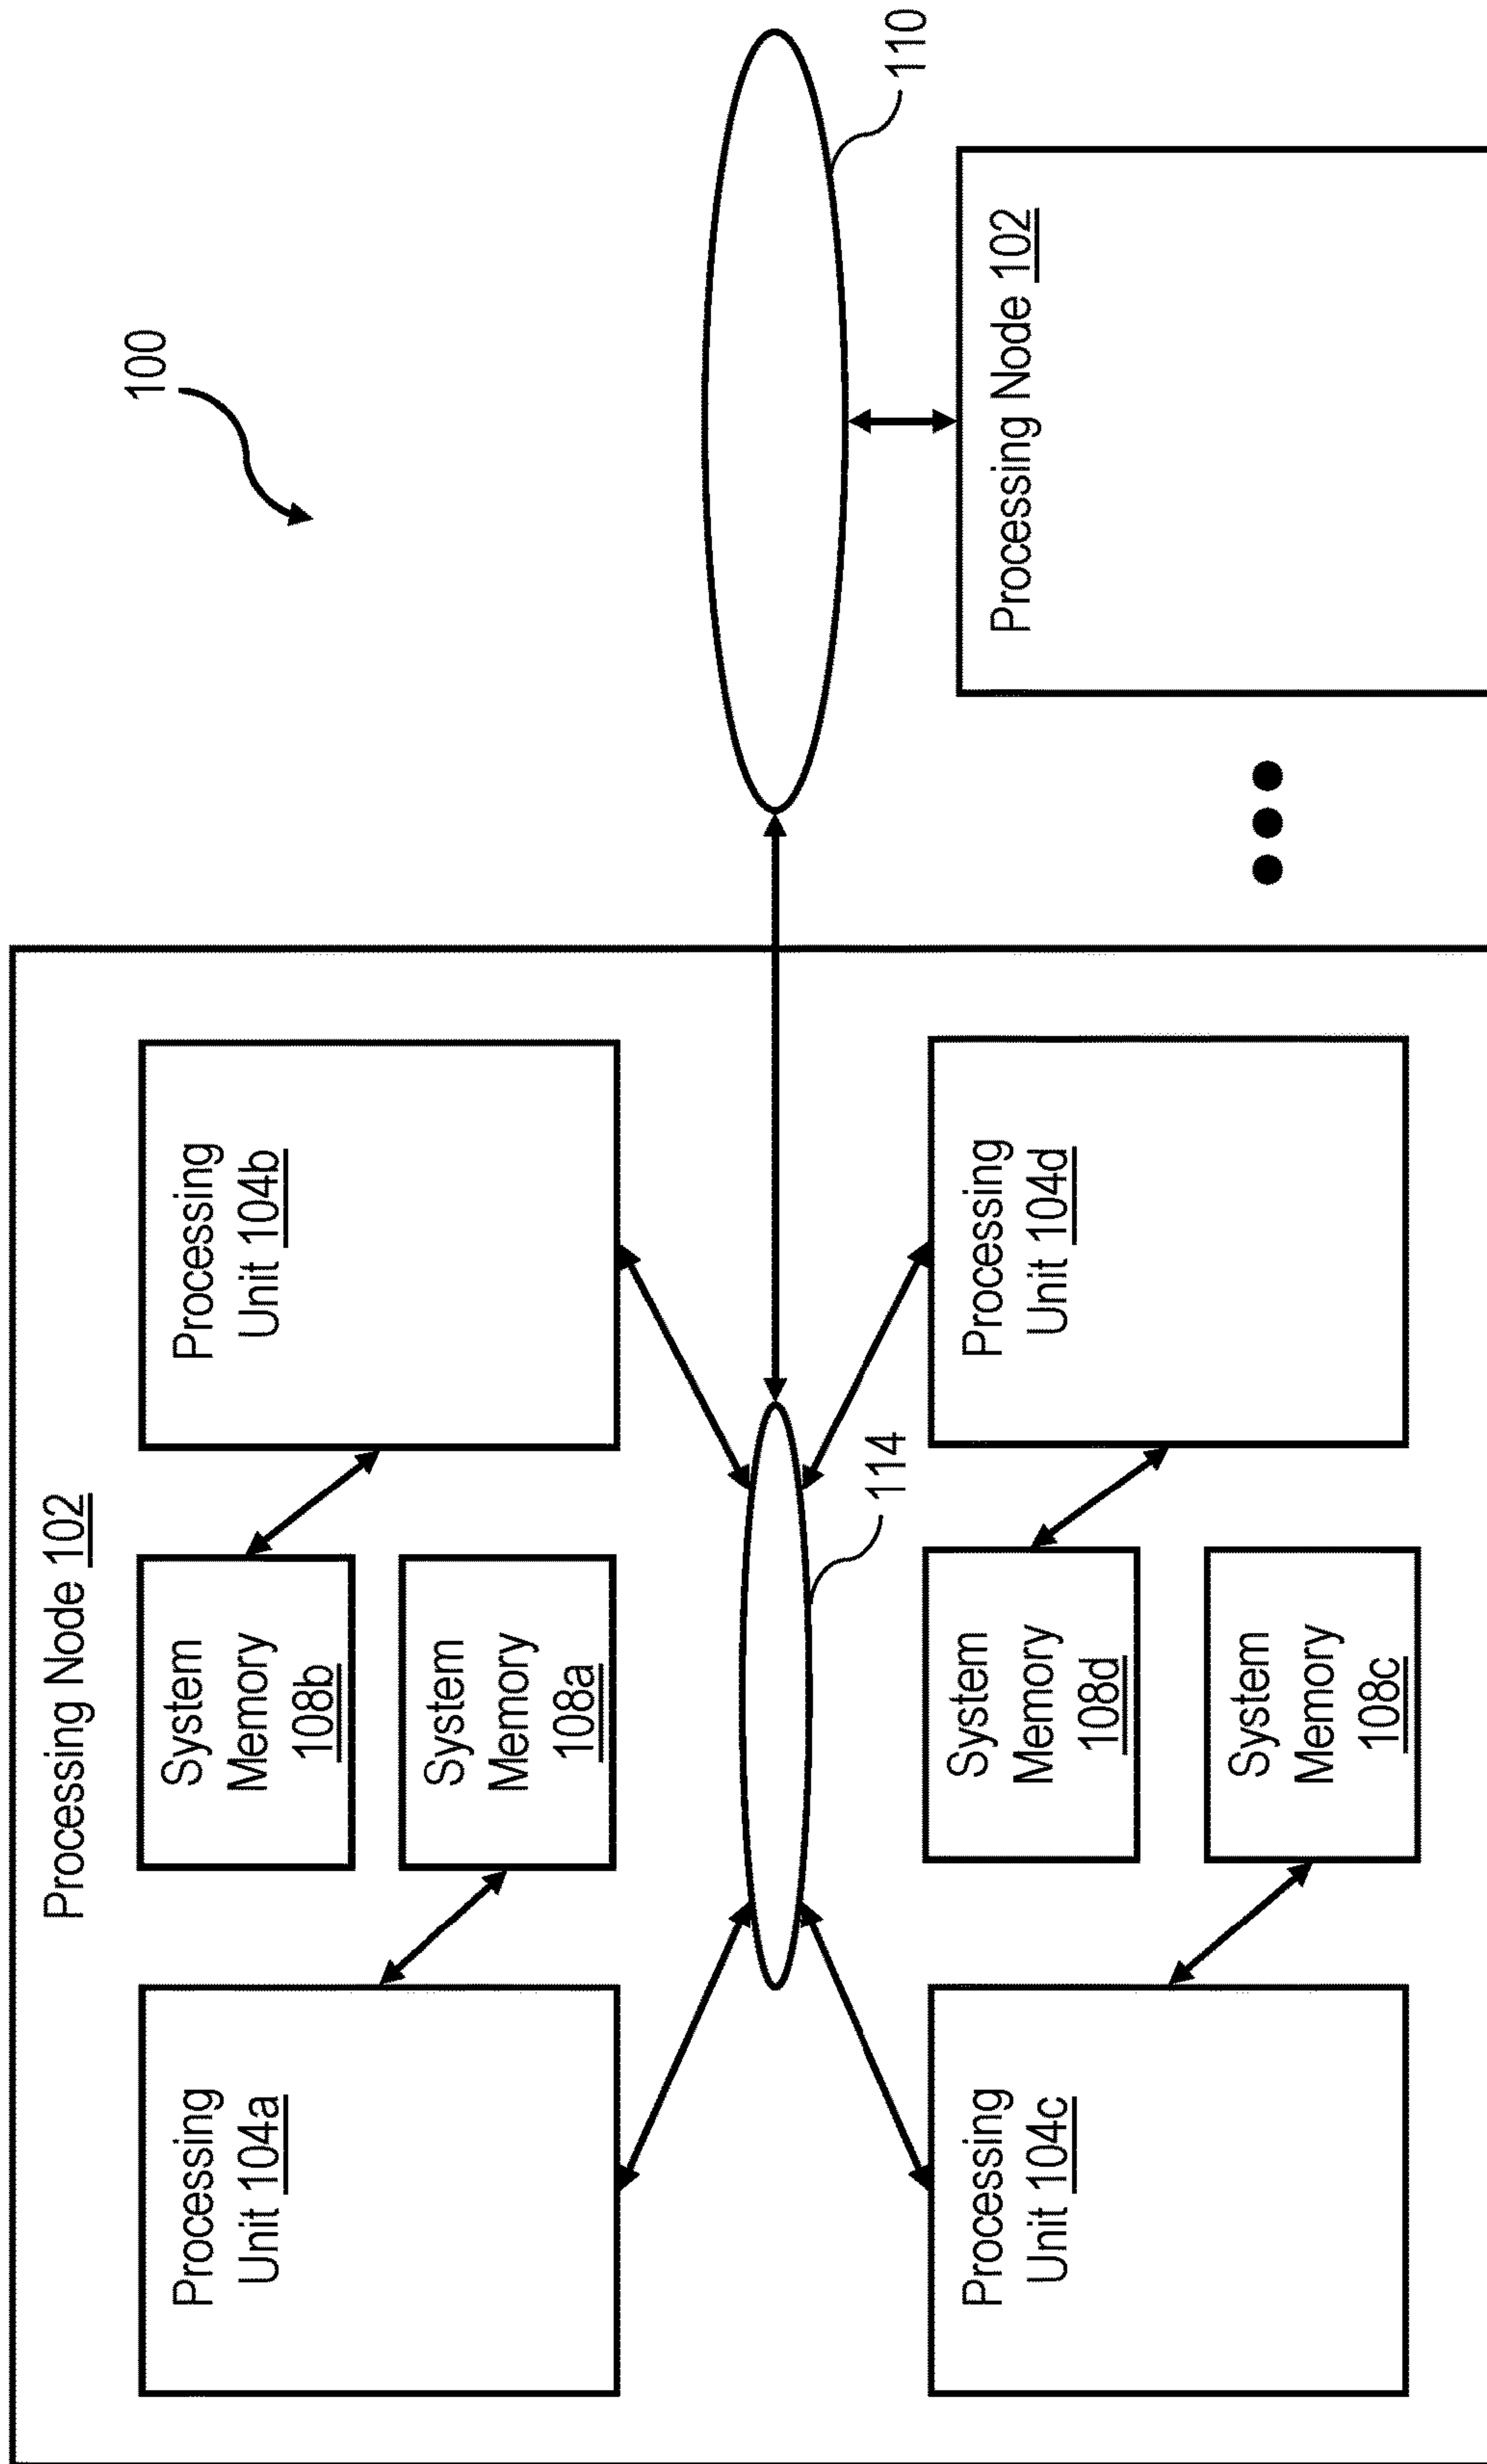 100
Processing Node 102
Processing
Unit 104a
System
Memory
108b
System
Memory
108a
Processing
Unit 104b
114
110
Processing
Unit 104c
System
Memory
108d
System
Memory
108c
Processing
Unit 104d
Processing Node 102